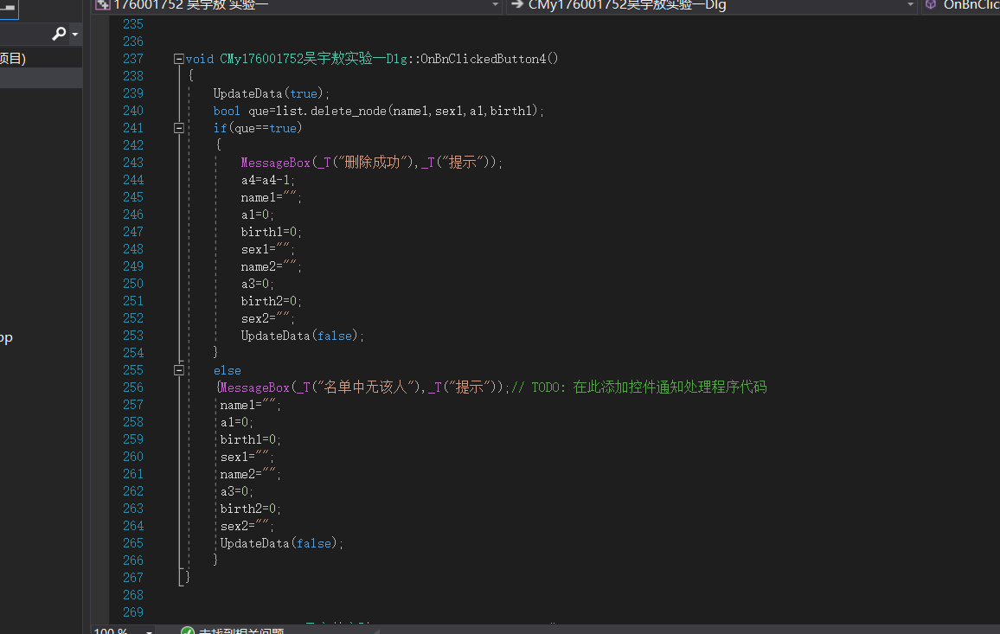 176001752 吴宇敖 实验一
CMy176001752吴宇敖实验一Dlg
OnBnClic
项目)
235
236
237 void CMy176001752吴宇敖实验一Dlg::OnBnClickedButton4()
238 {
239 UpdateData(true);
240 bool que=list.delete_node(name1,sex1,a1,birth1);
241 if(que==true)
242 {
243 MessageBox(_T("删除成功"),_T("提示"));
244 a4=a4-1;
245 name1="";
246 a1=0;
247 birth1=0;
248 sex1="";
249 name2="";
250 a3=0;
251 birth2=0;
252 sex2="";
253 UpdateData(false);
254 }
255 else
256 {MessageBox(_T("名单中无该人"),_T("提示"));// TODO: 在此添加控件通知处理程序代码
257 name1="";
258 a1=0;
259 birth1=0;
260 sex1="";
261 name2="";
262 a3=0;
263 birth2=0;
264 sex2="";
265 UpdateData(false);
266 }
267 }
268
269
pp
100 %
未找到相关问题